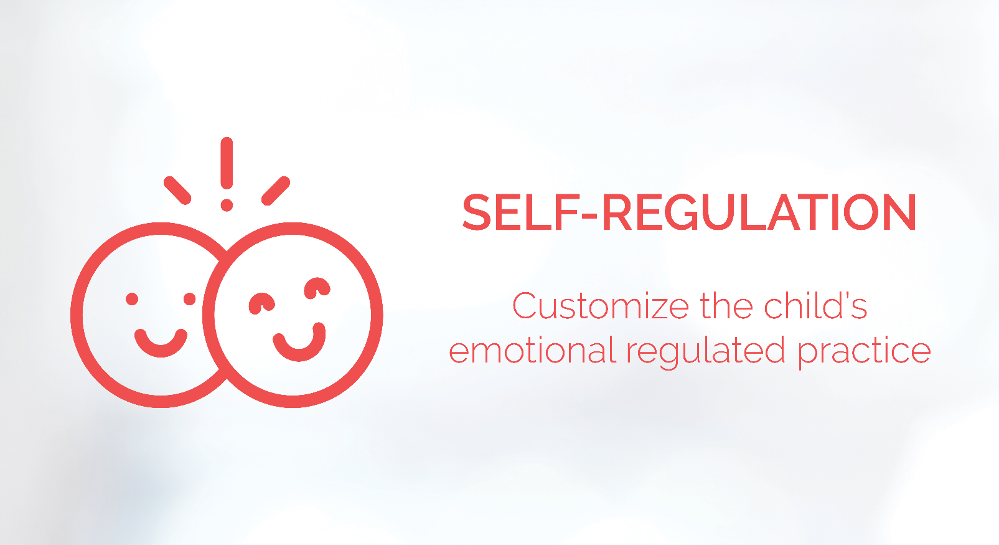 SELF-REGULATION
Customize the child's
emotional regulated practice